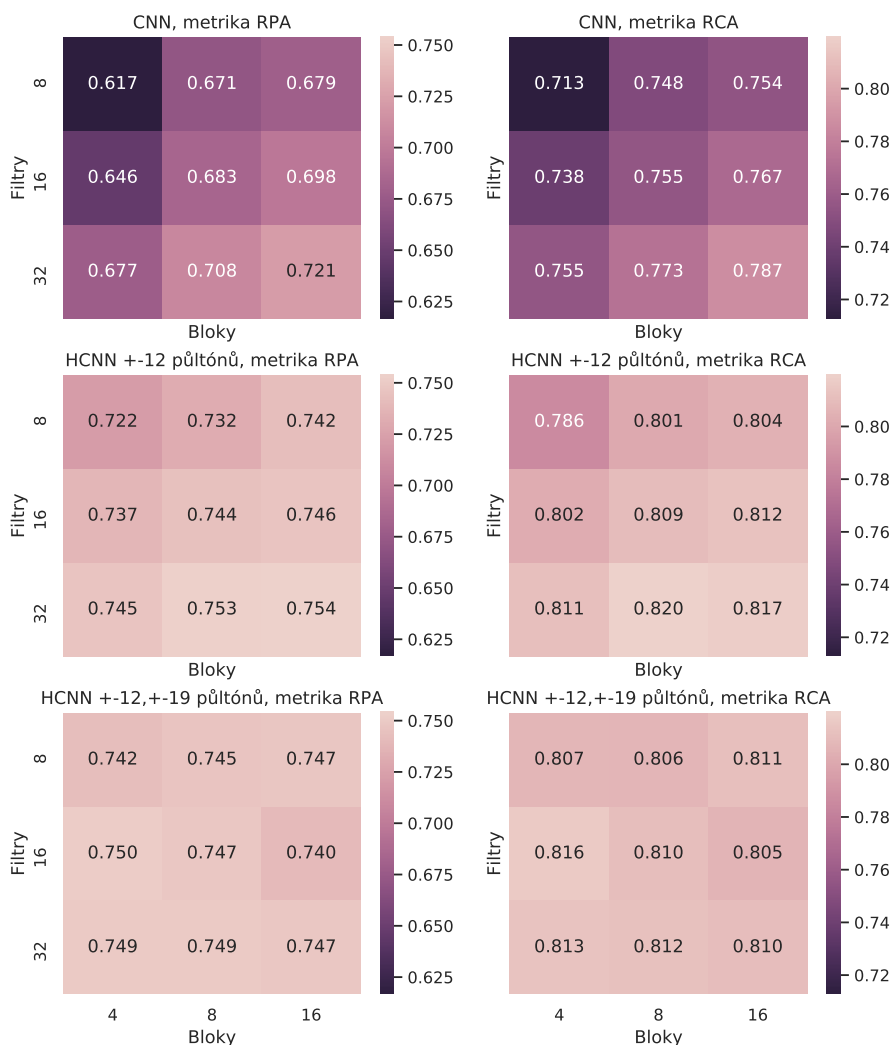 CNN, metrika RPA
0.617 0.671 0.679
0.646 0.683 0.698
0.677 0.708 0.721
8
16
32
Filtry
Bloky
0.750
0.725
0.700
0.675
0.650
0.625
CNN, metrika RCA
0.713 0.748 0.754
0.738 0.755 0.767
0.755 0.773 0.787
Filtry
Bloky
0.80
0.78
0.76
0.74
0.72
HCNN +-12 půltónů, metrika RPA
0.722 0.732 0.742
0.737 0.744 0.746
0.745 0.753 0.754
8
16
32
Filtry
Bloky
0.750
0.725
0.700
0.675
0.650
0.625
HCNN +-12 půltónů, metrika RCA
0.786 0.801 0.804
0.802 0.809 0.812
0.811 0.820 0.817
Filtry
Bloky
0.80
0.78
0.76
0.74
0.72
HCNN +-12,+-19 půltónů, metrika RPA
0.742 0.745 0.747
0.750 0.747 0.740
0.749 0.749 0.747
8
16
32
Filtry
4 8 16
Bloky
0.750
0.725
0.700
0.675
0.650
0.625
HCNN +-12,+-19 půltónů, metrika RCA
0.807 0.806 0.811
0.816 0.810 0.805
0.813 0.812 0.810
Filtry
4 8 16
Bloky
0.80
0.78
0.76
0.74
0.72